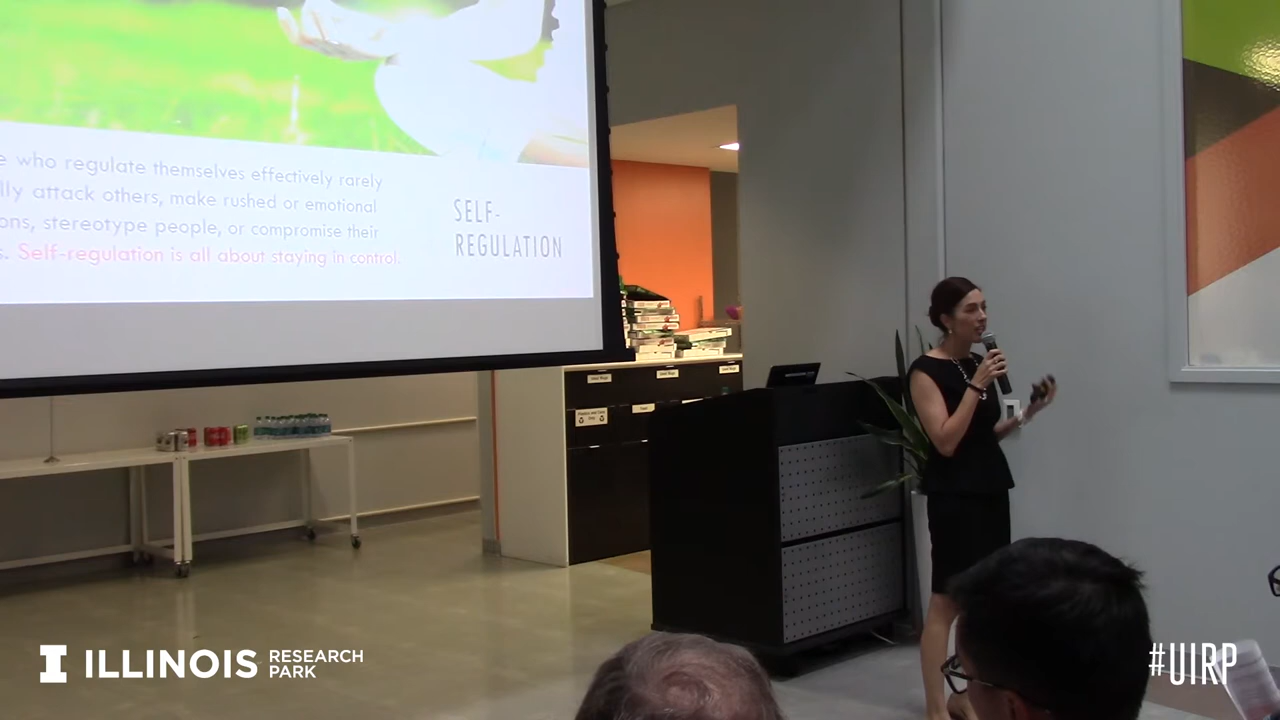 e who regulate themselves effectively rarely
lly attack others, make rushed or emotional
ons, stereotype people, or compromise their
s. Self-regulation is all about staying in control.
SELF-
REGULATION
ILLINOIS RESEARCH
PARK
#UIRP